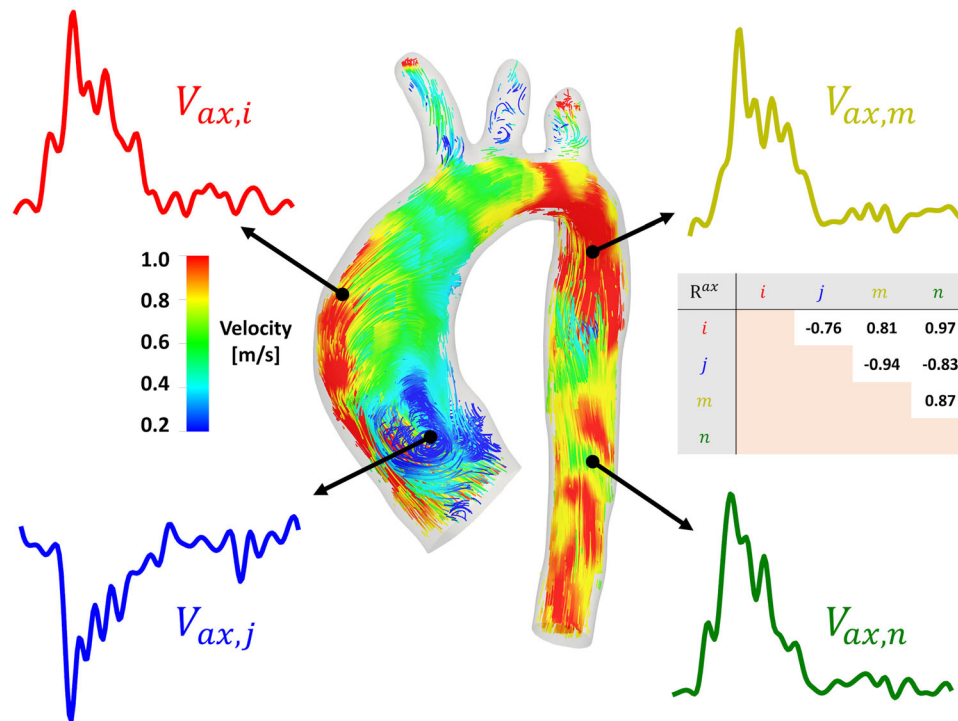 V_{ax,i}
V_{ax,m}
1.0
0.8
0.6
0.4
0.2
Velocity
[m/s]
R^{ax} i j m n
i -0.76 0.81 0.97
j -0.94 -0.83
m 0.87
n
V_{ax,j}
V_{ax,n}